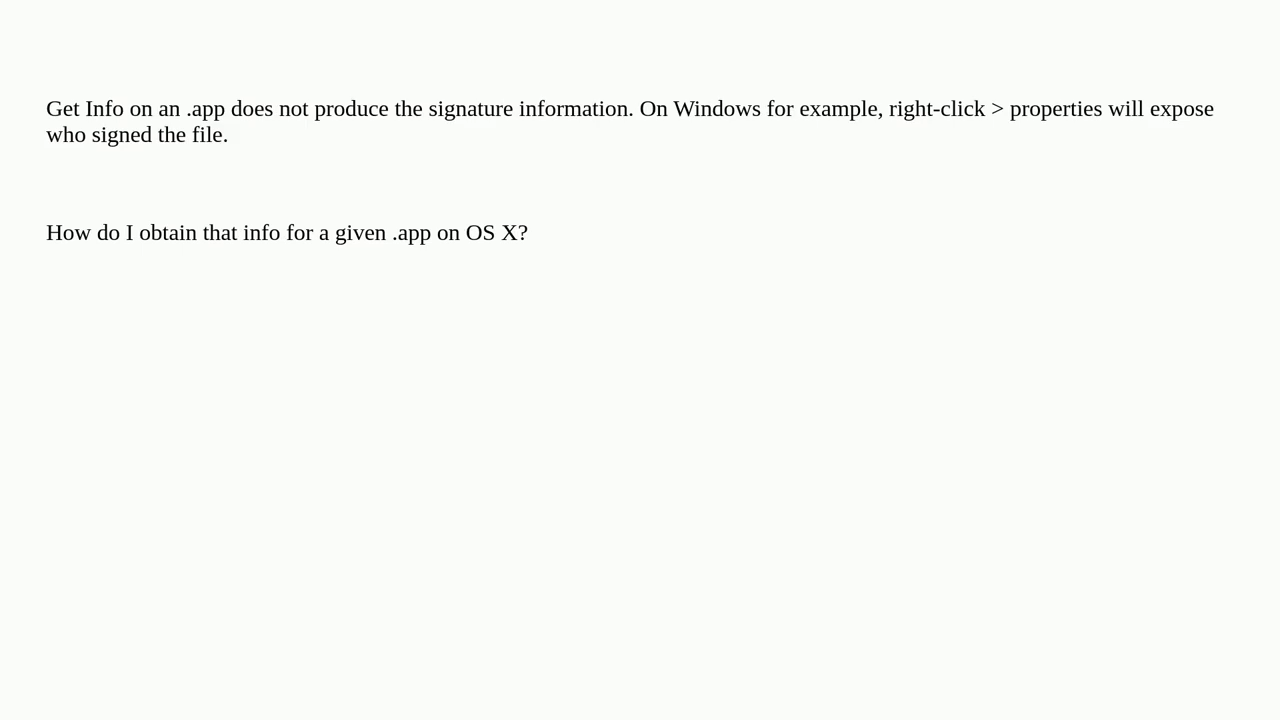 Get Info on an .app does not produce the signature information. On Windows for example, right-click > properties will expose
who signed the file.
How do I obtain that info for a given .app on OS X?